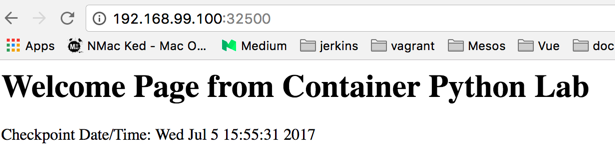 192.168.99.100:32500
Apps NMac Ked - Mac O... Medium jerkins vagrant Mesos Vue doc
Welcome Page from Container Python Lab
Checkpoint Date/Time: Wed Jul 5 15:55:31 2017